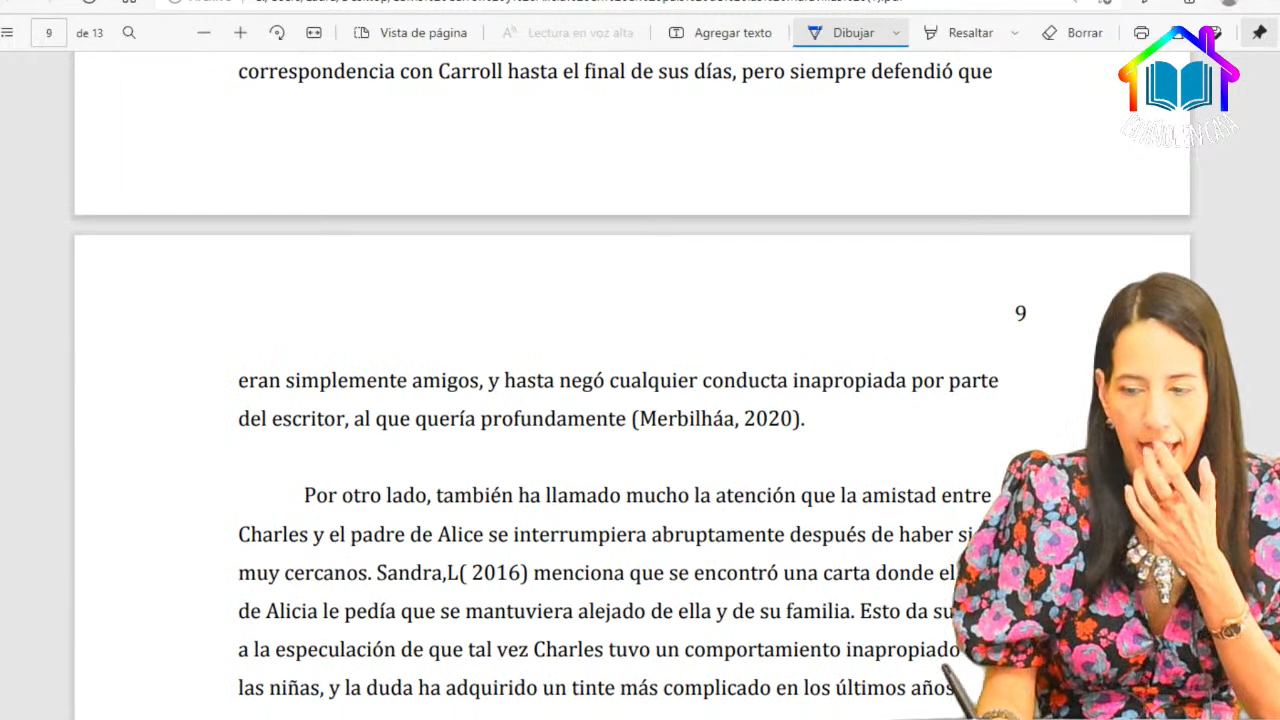 9
de 13
Vista de página
Lectura en voz alta
Agregar texto
Dibujar
Resaltar
Borrar
correspondencia con Carroll hasta el final de sus días, pero siempre defendió que
9
eran simplemente amigos, y hasta negó cualquier conducta inapropiada por parte
del escritor, al que quería profundamente (Merbilháa, 2020).
Por otro lado, también ha llamado mucho la atención que la amistad entre
Charles y el padre de Alice se interrumpiera abruptamente después de haber
muy cercanos. Sandra,L( 2016) menciona que se encontró una carta donde el
de Alicia le pedía que se mantuviera alejado de ella y de su familia. Esto da
a la especulación de que tal vez Charles tuvo un comportamiento inapropiado
las niñas, y la duda ha adquirido un tinte más complicado en los últimos años